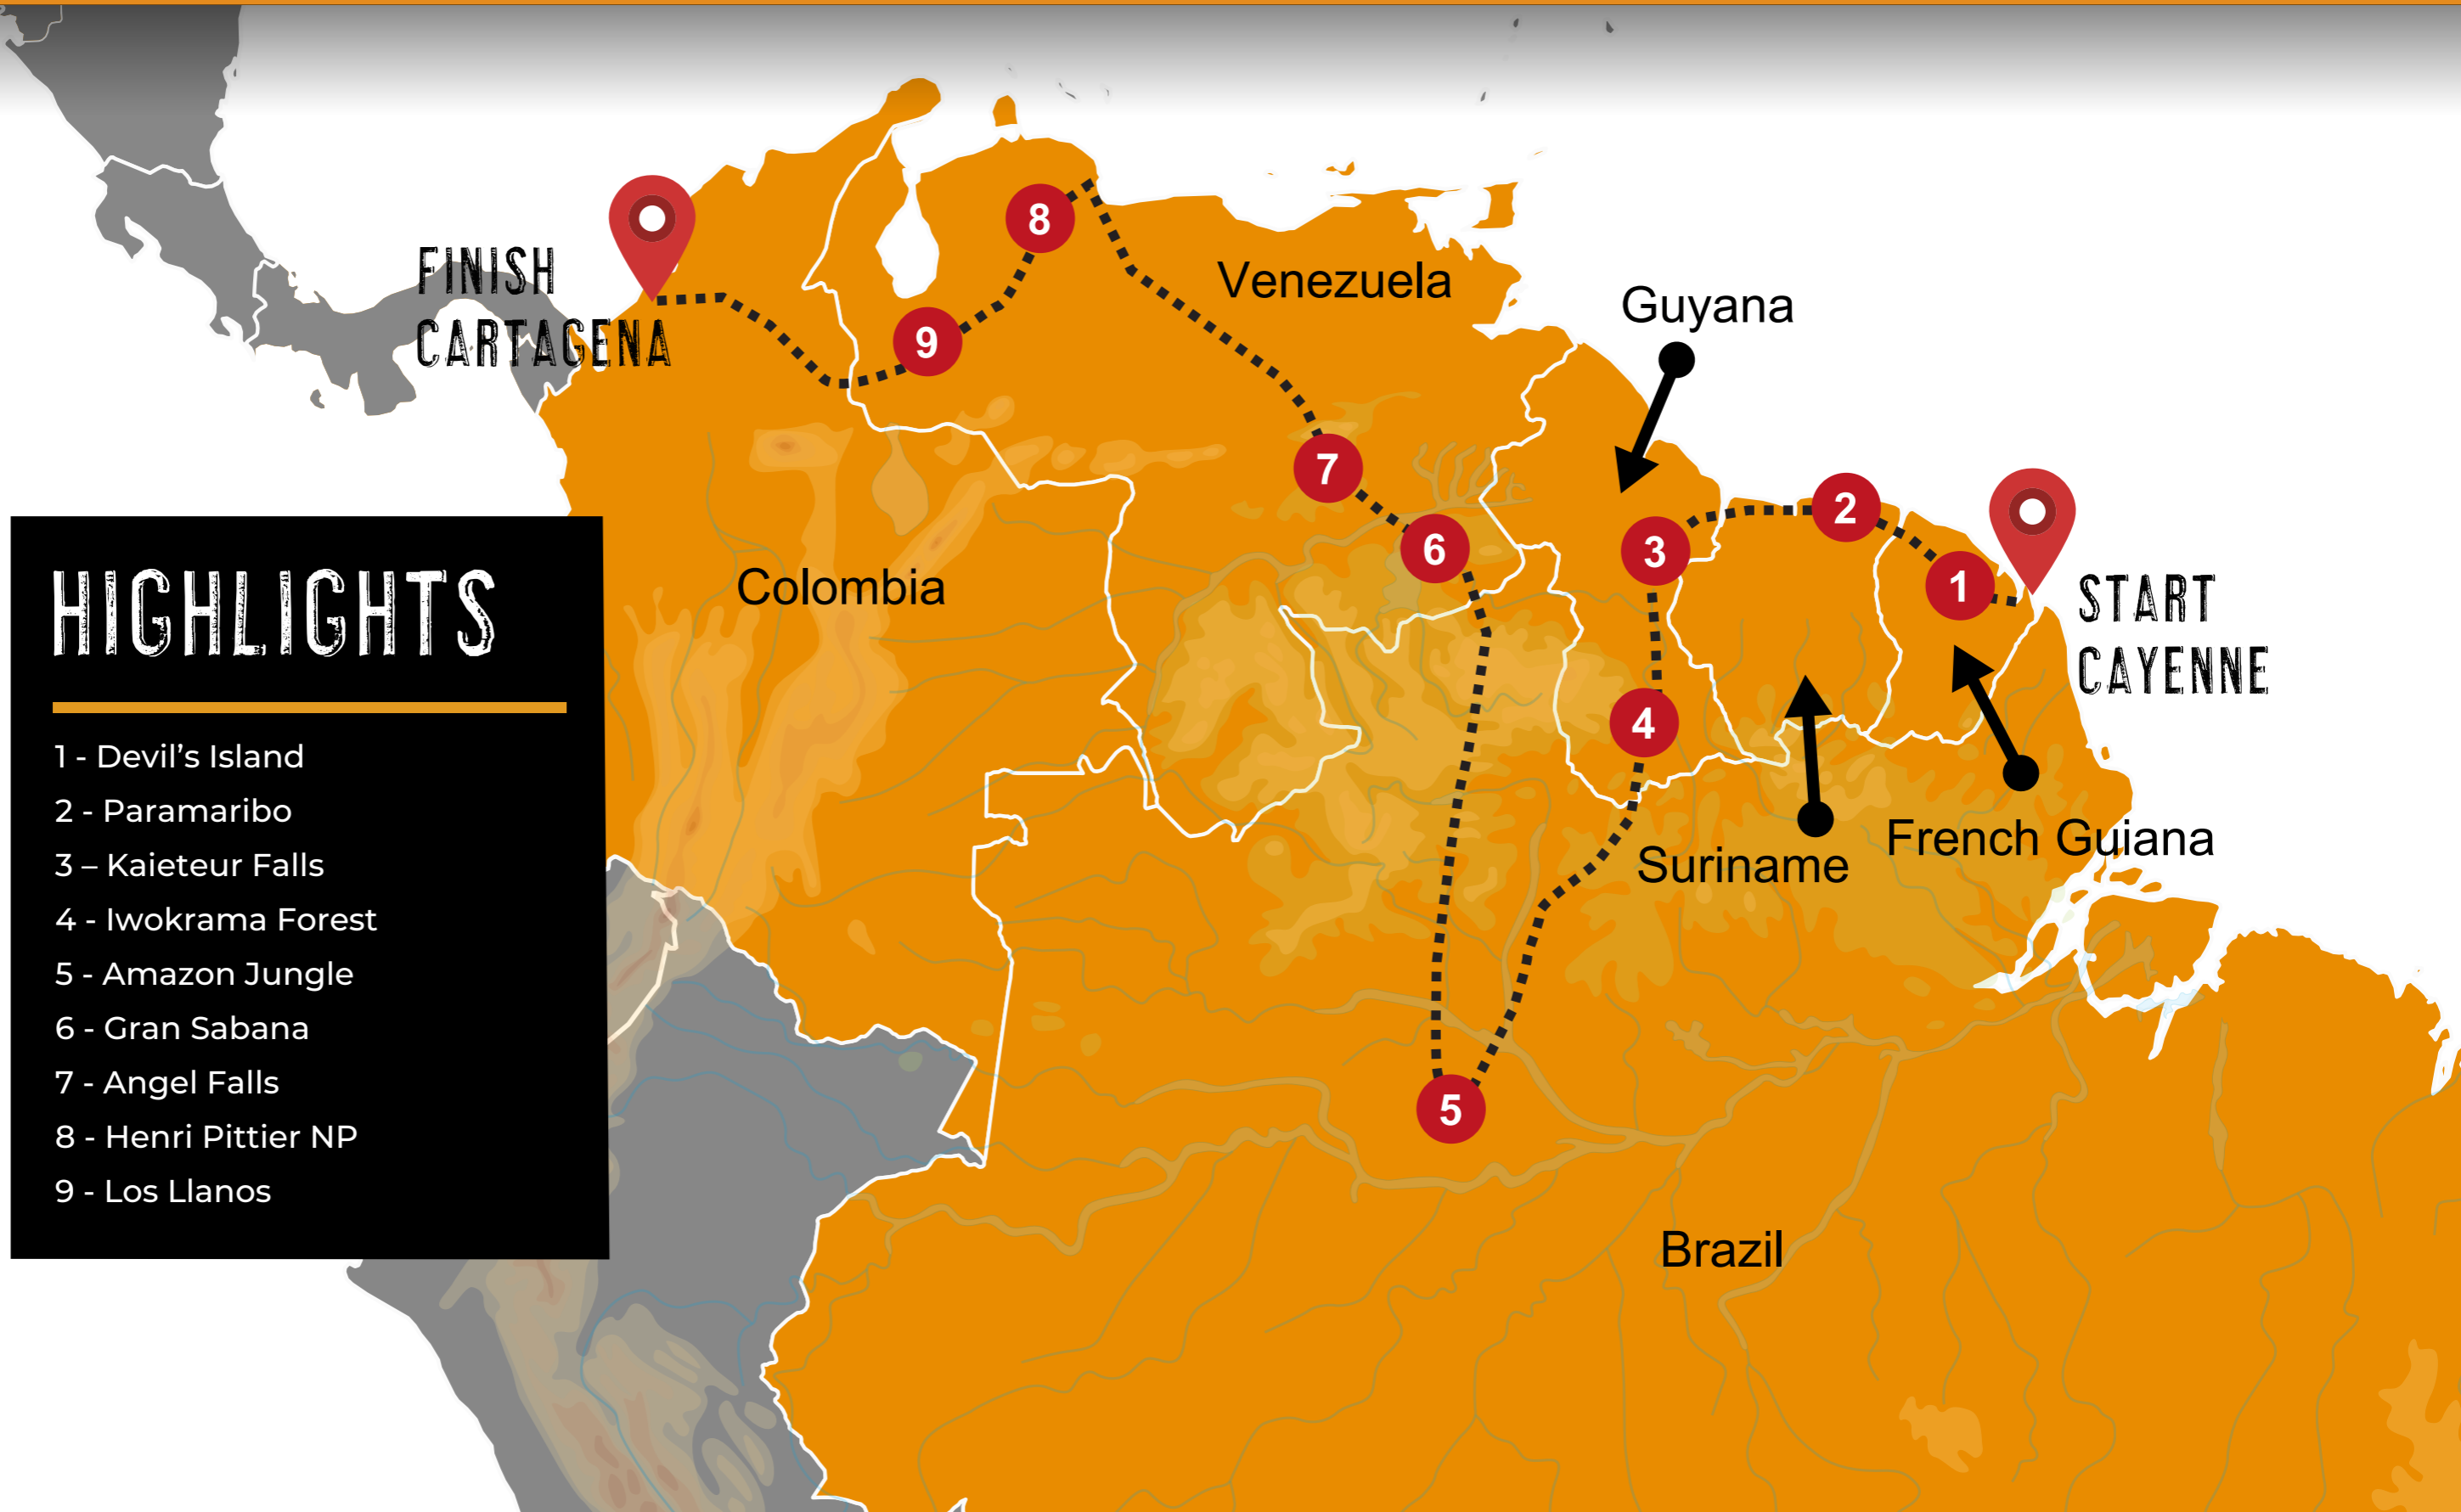 FINISH
CARTAGENA
Venezuela
Guyana
Colombia
START
CAYENNE
Suriname
French Guiana
Brazil
8
9
7
6
3
2
1
4
5
HIGHLIGHTS
1 - Devil’s Island
2 - Paramaribo
3 – Kaieteur Falls
4 - Iwokrama Forest
5 - Amazon Jungle
6 - Gran Sabana
7 - Angel Falls
8 - Henri Pittier NP
9 - Los Llanos